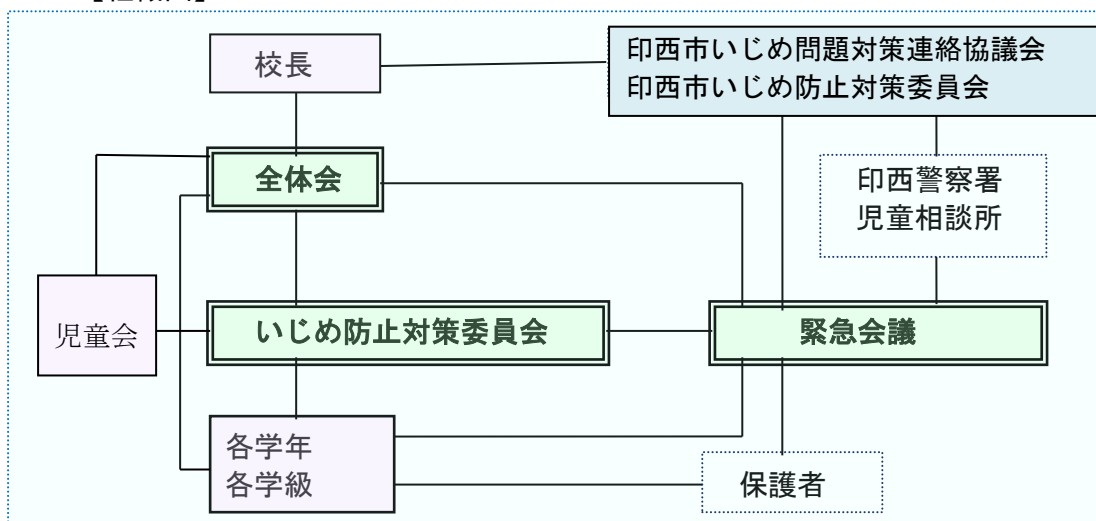 校長
印西市いじめ問題対策連絡協議会
印西市いじめ防止対策委員会
全体会
印西警察署
児童相談所
児童会
いじめ防止対策委員会
緊急会議
各学年
各学級
保護者